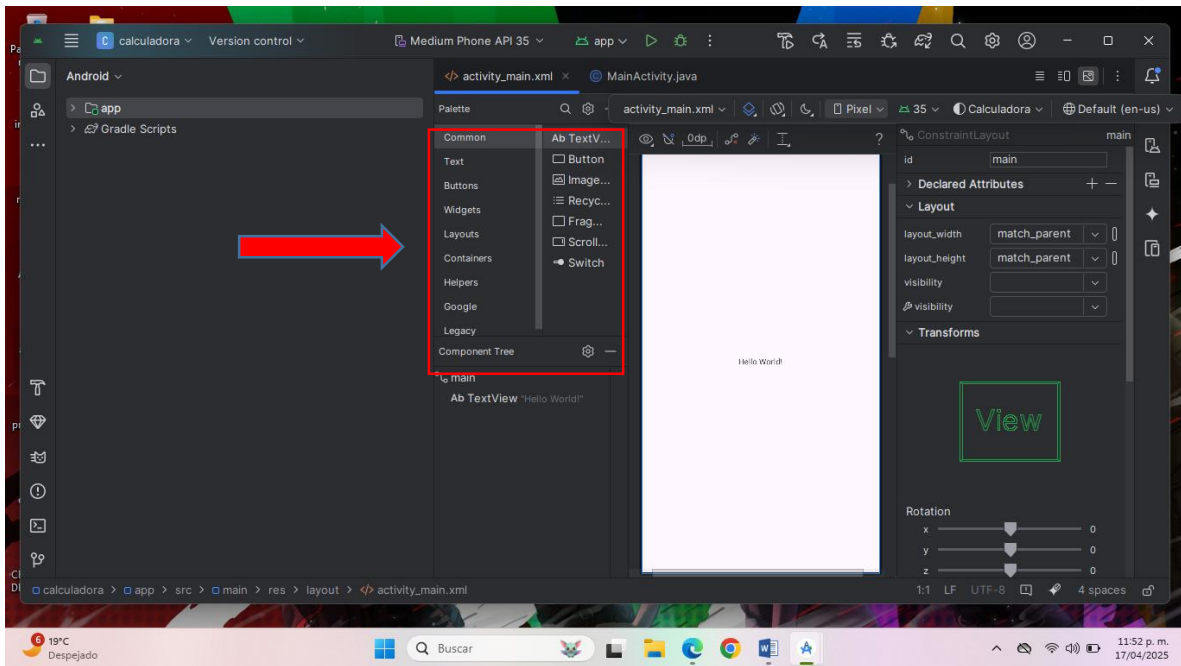 calculadora
Version control
Medium Phone API 35
app
Android
activity_main.xml
MainActivity.java
app
Gradle Scripts
Palette
Common
Text
Buttons
Widgets
Layouts
Containers
Helpers
Google
Legacy
Ab TextV...
Button
Image...
Recyc...
Frag...
Scroll...
Switch
Component Tree
main
Ab TextView "Hello World!"
activity_main.xml
Pixel
35
Calculadora
Default (en-us)
0dp
?
Hello World!
ConstraintLayout
main
id
main
Declared Attributes
Layout
layout_width
match_parent
layout_height
match_parent
visibility
visibility
Transforms
View
Rotation
x
0
y
0
z
0
calculadora > app > src > main > res > layout > activity_main.xml
1:1 LF UTF-8 4 spaces
6
19°C
Despejado
Buscar
11:52 p. m.
17/04/2025